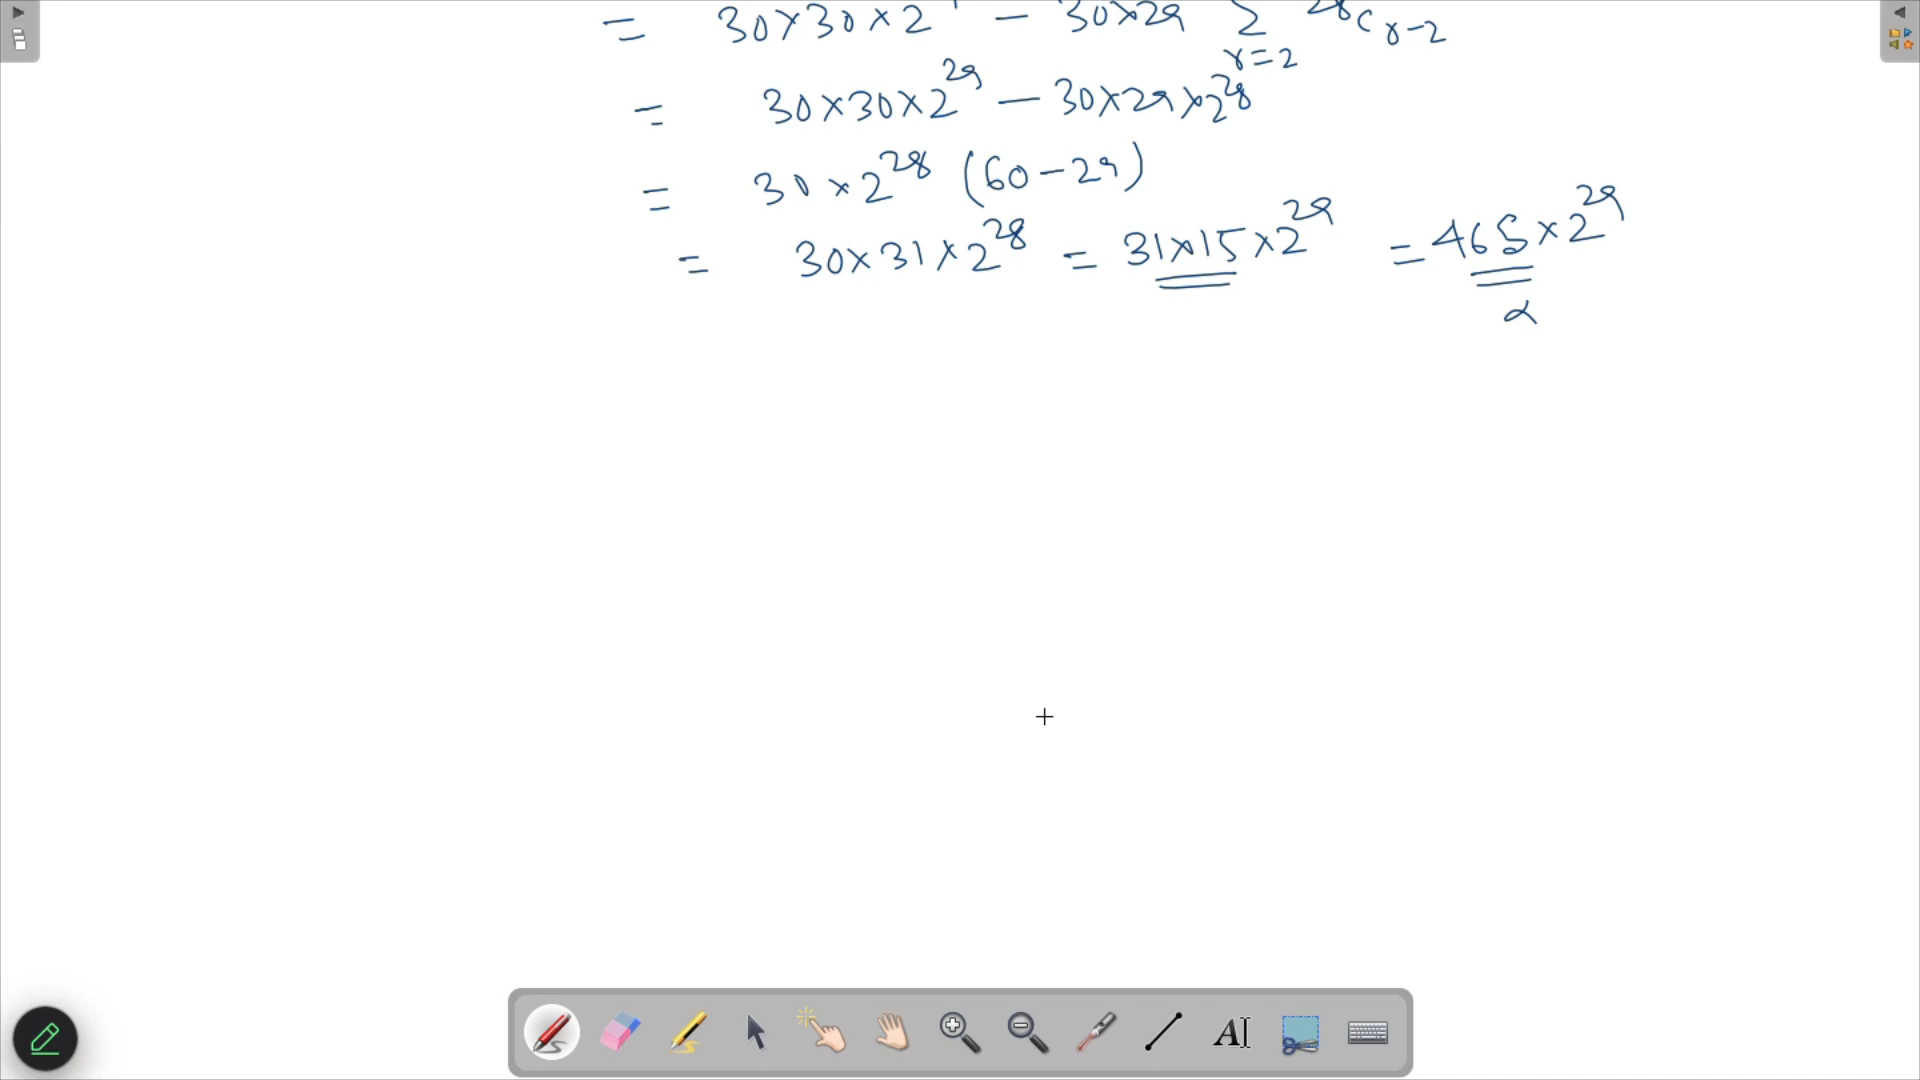 = 30×30×2 − 30×29 Σ r=2 28C r−2
= 30×30×2^29 − 30×29×2^28
= 30×2^28 (60−29)
= 30×31×2^28 = 31×15×2^29 = 465×2^29
α
A